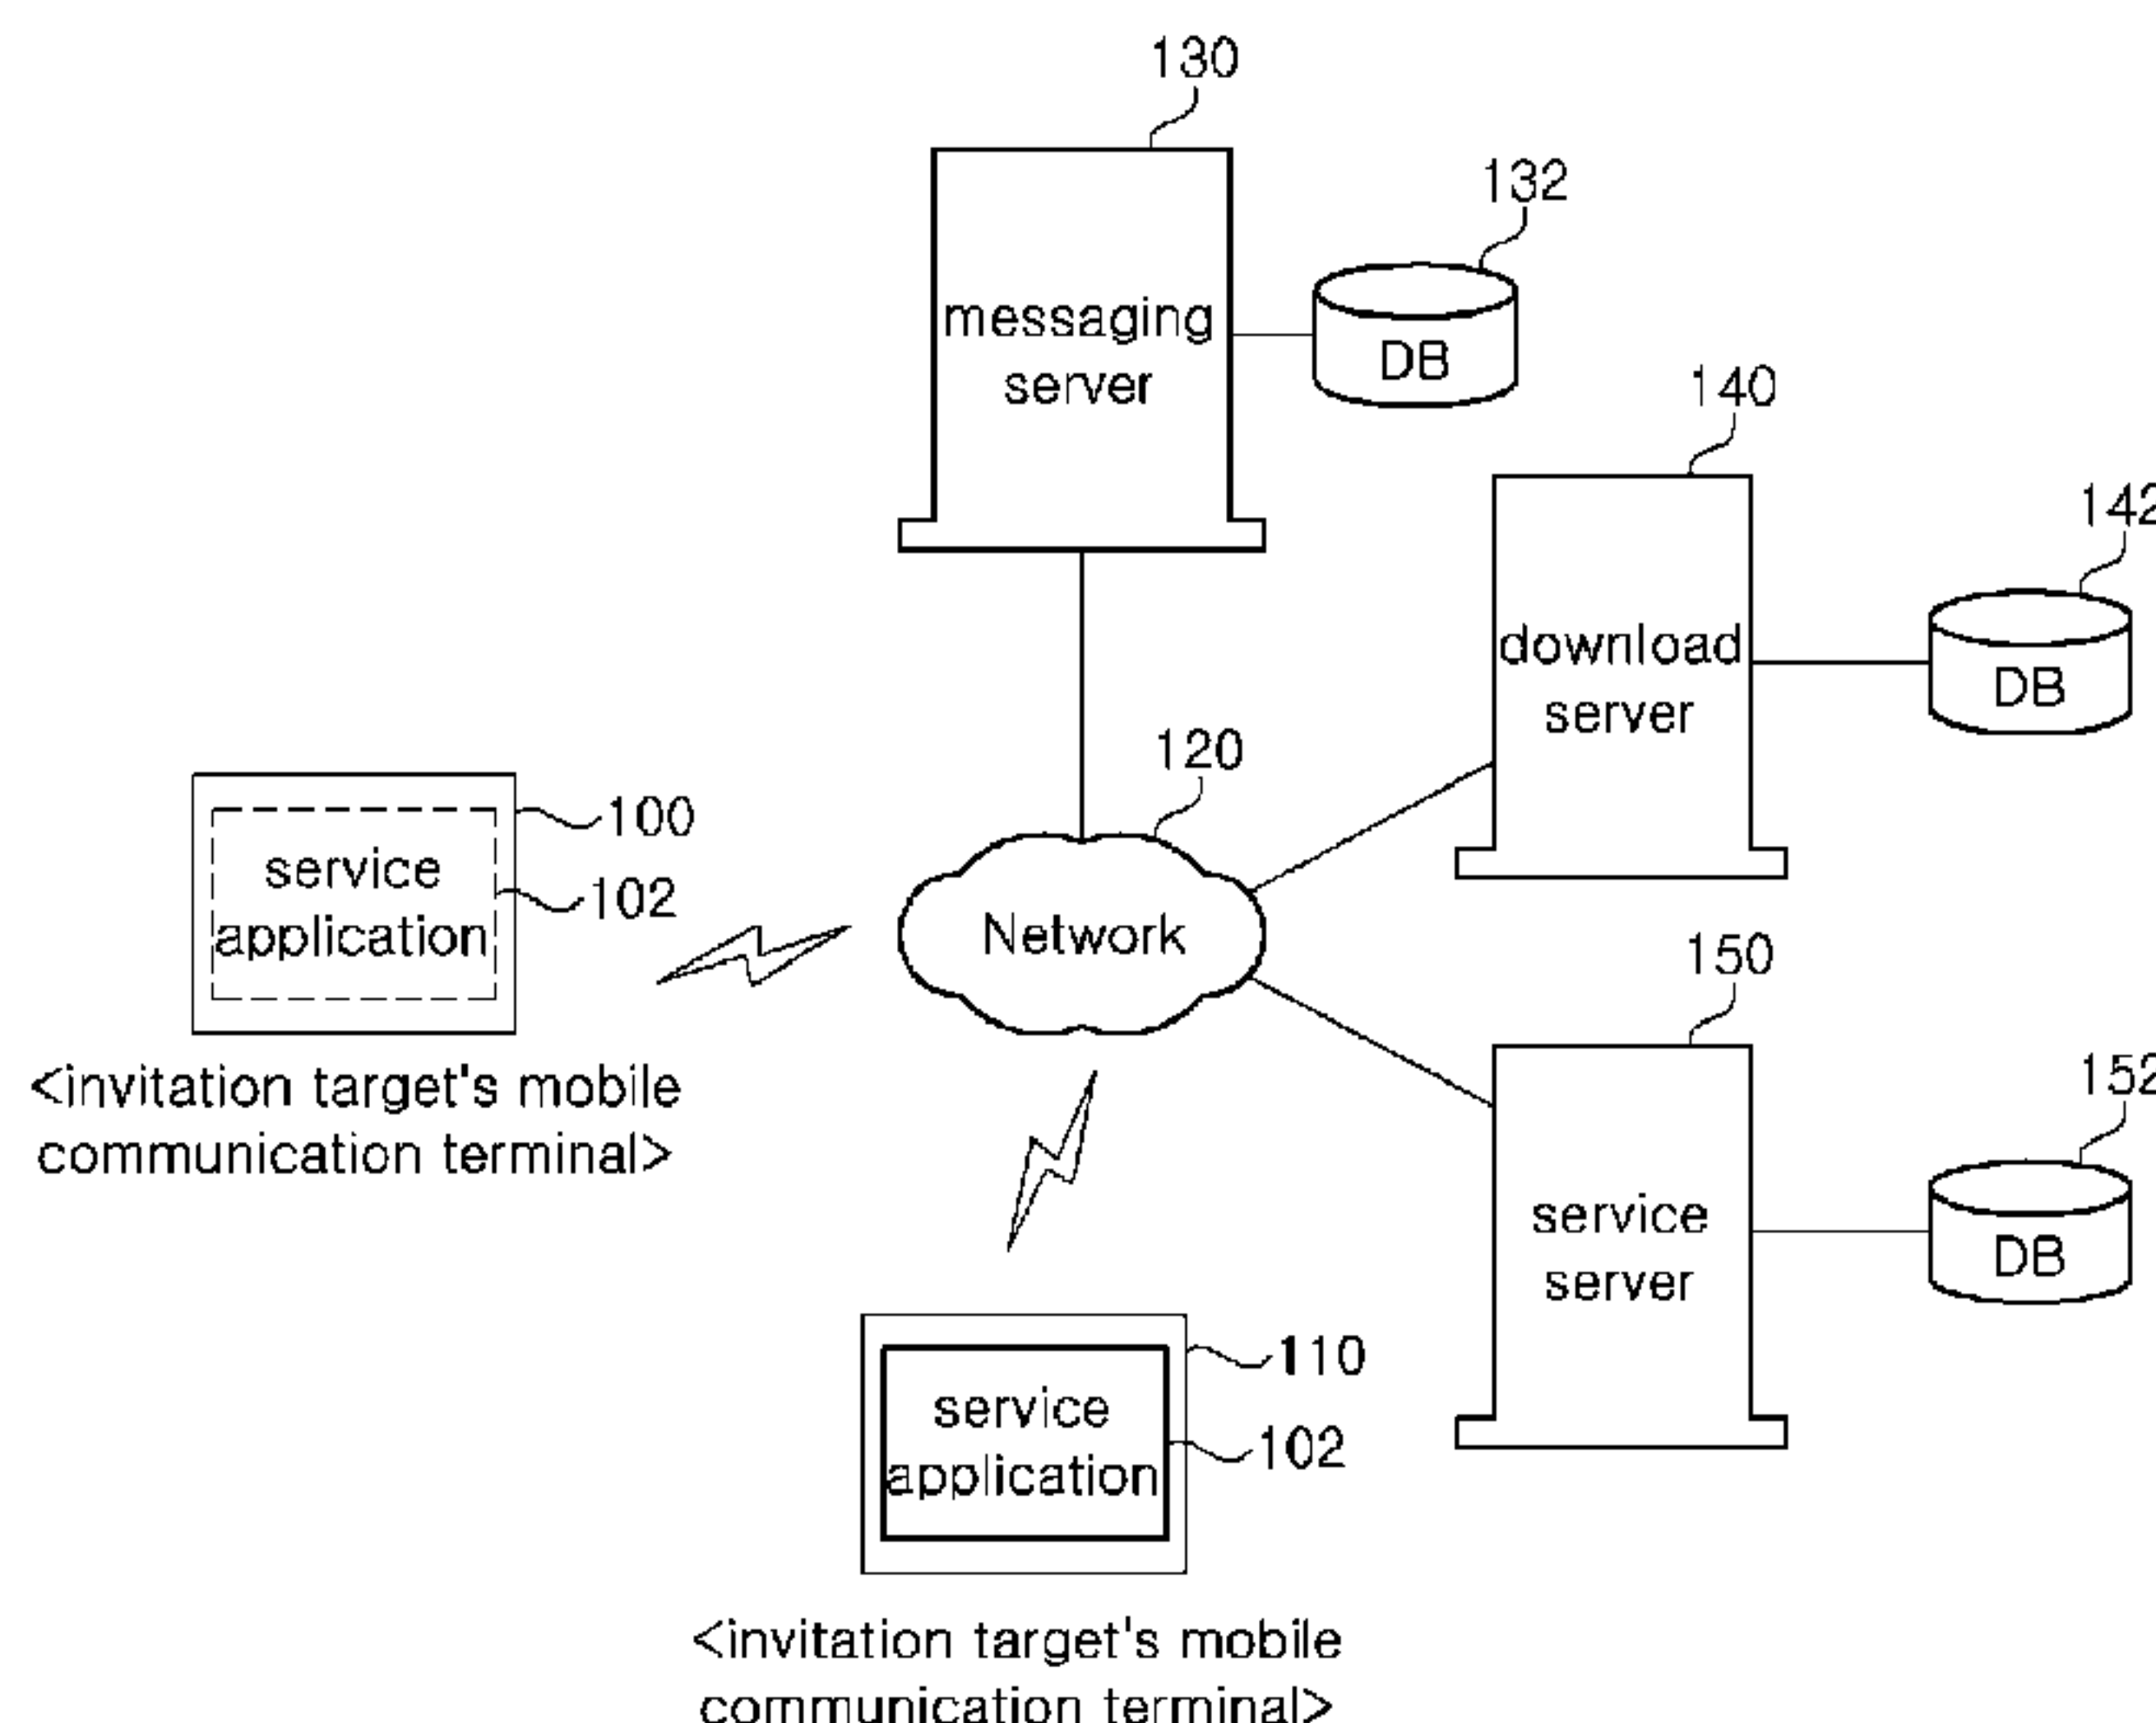 130
132
messaging
server
DB
140
142
download
server
DB
120
100
service
application
102
Network
150
152
<invitation target's mobile
communication terminal>
service
server
DB
110
service
application
102
<invitation target's mobile
communication terminal>